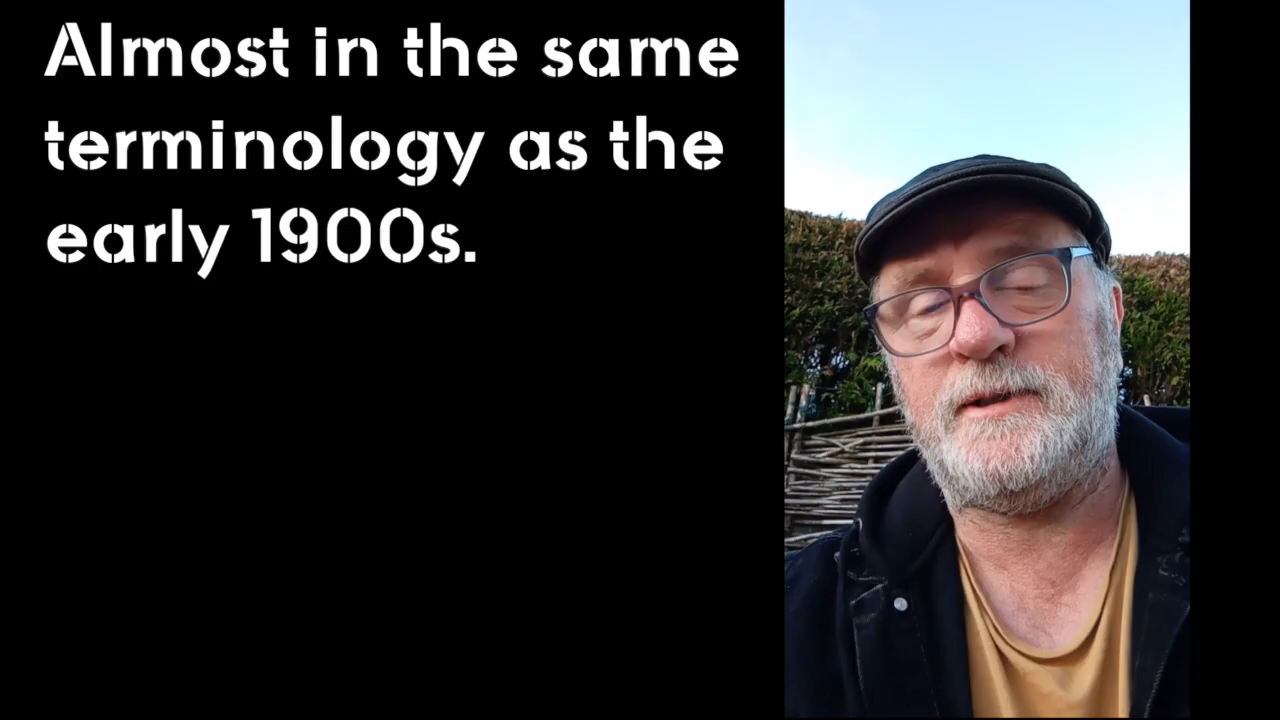 Almost in the same
terminology as the
early 1900s.